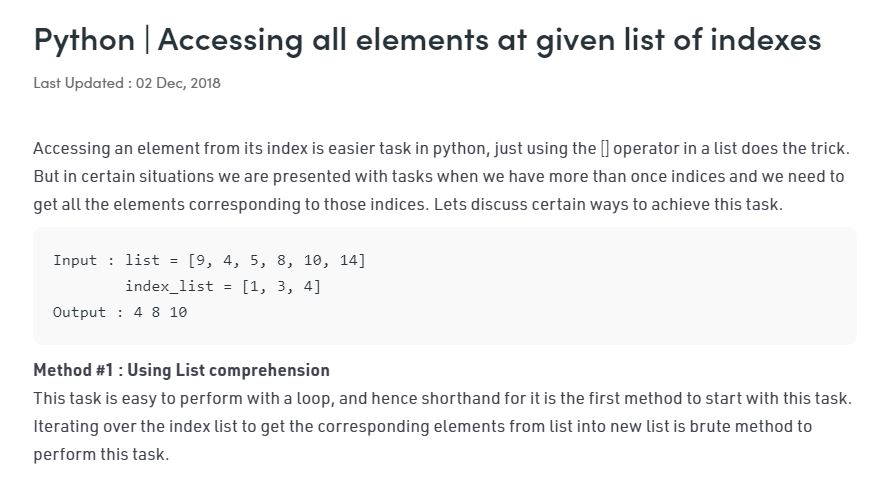 Python | Accessing all elements at given list of indexes
Last Updated : 02 Dec, 2018
Accessing an element from its index is easier task in python, just using the [] operator in a list does the trick.
But in certain situations we are presented with tasks when we have more than once indices and we need to
get all the elements corresponding to those indices. Lets discuss certain ways to achieve this task.
Input : list = [9, 4, 5, 8, 10, 14]
index_list = [1, 3, 4]
Output : 4 8 10
Method #1 : Using List comprehension
This task is easy to perform with a loop, and hence shorthand for it is the first method to start with this task.
Iterating over the index list to get the corresponding elements from list into new list is brute method to
perform this task.